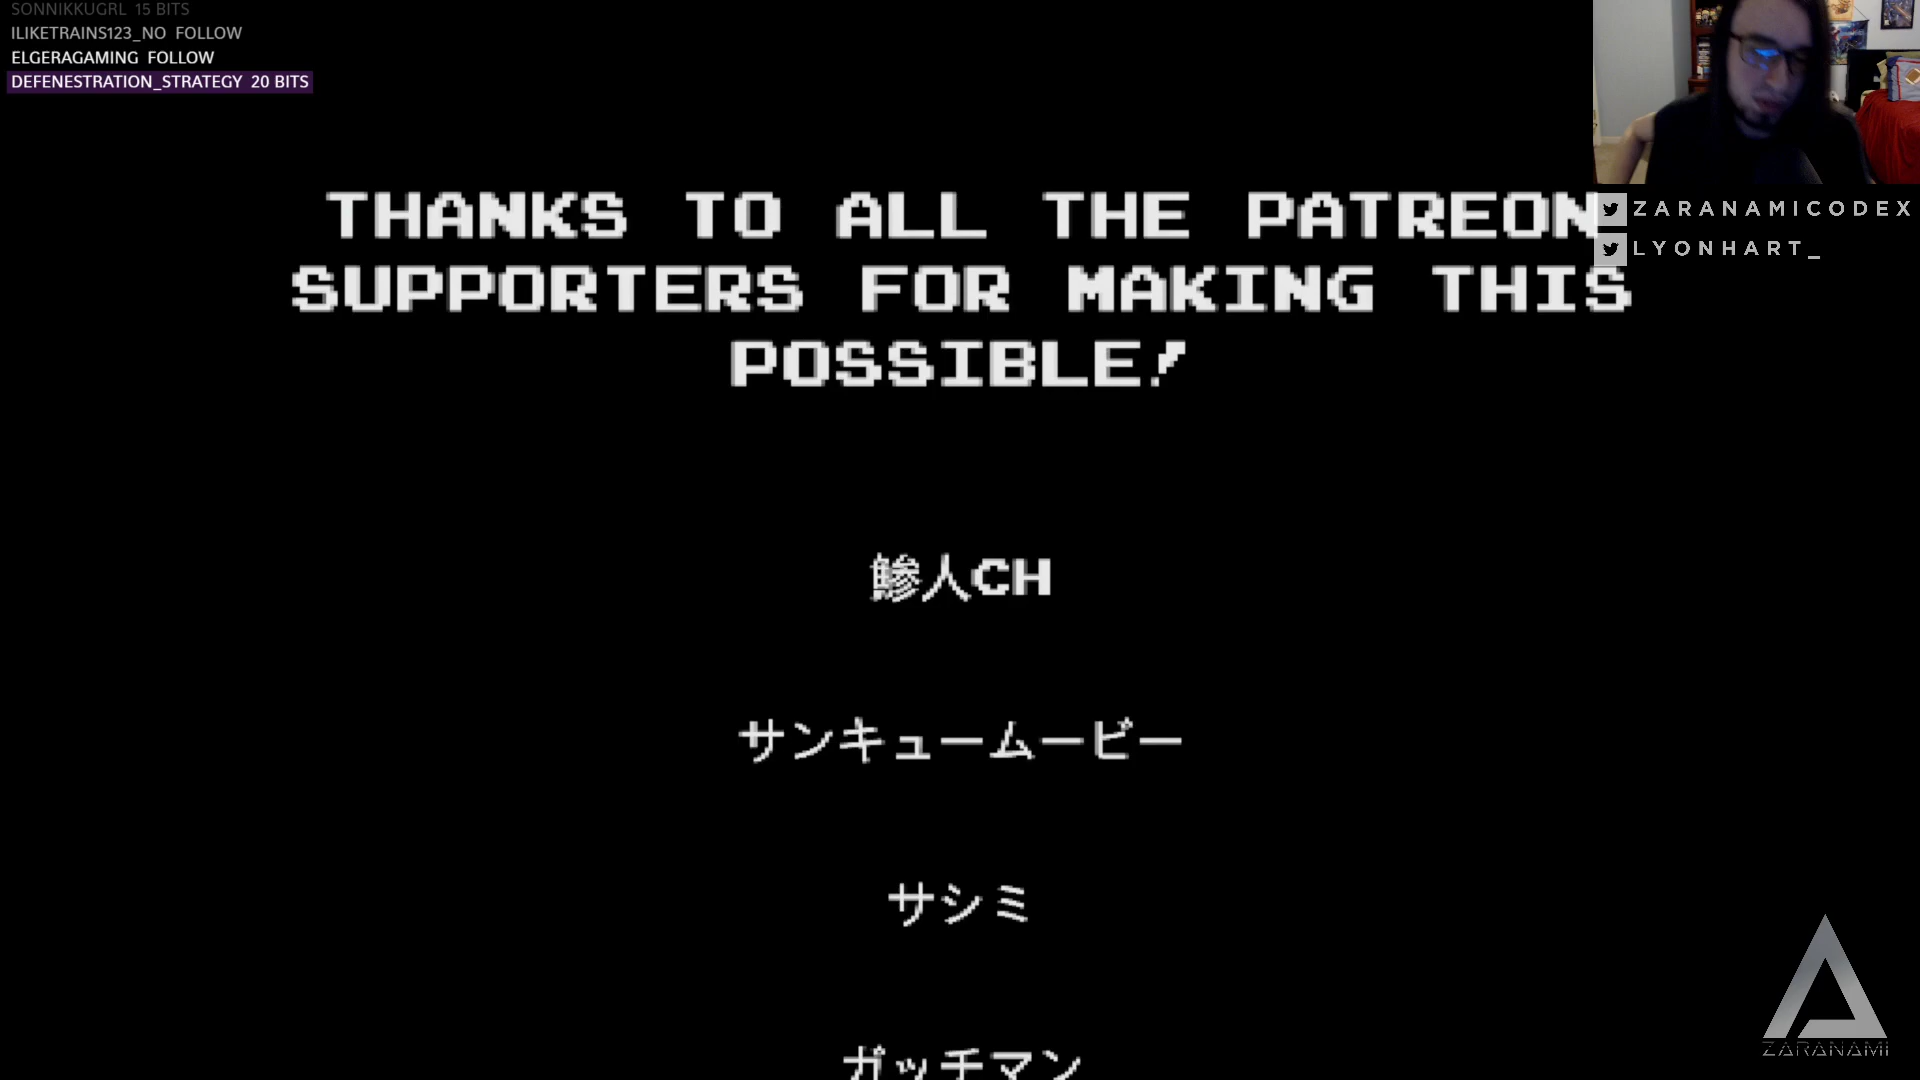 SONNIKKUGRL 15 BITS
ILIKETRAINS123_NO FOLLOW
ELGERAGAMING FOLLOW
DEFENESTRATION_STRATEGY 20 BITS
THANKS TO ALL THE PATREON
SUPPORTERS FOR MAKING THIS
POSSIBLE!
ZARANAMICODEX
LYONHART_
鯵人CH
サンキュームービー
サシミ
ガッチマン
ZARANAMI